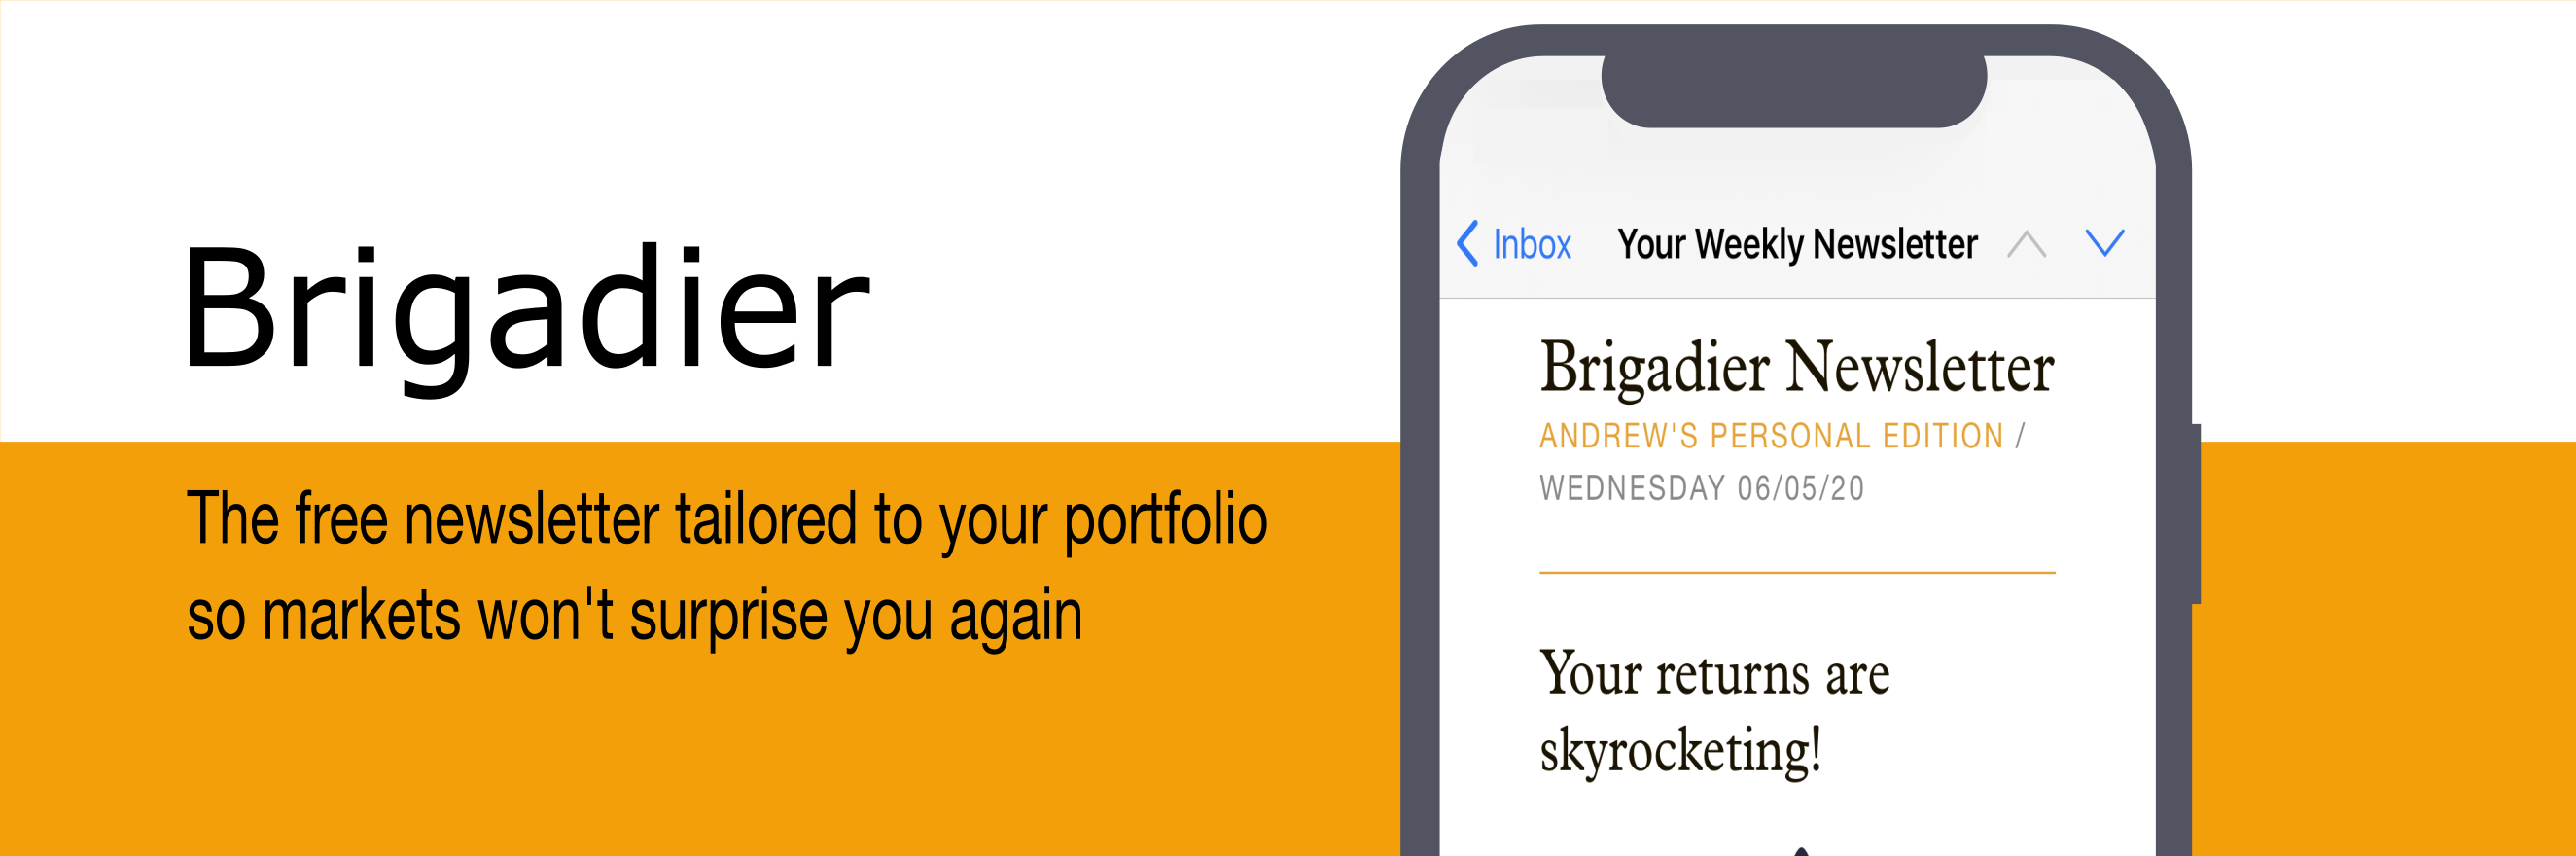 Brigadier
The free newsletter tailored to your portfolio
so markets won't surprise you again
Inbox Your Weekly Newsletter
Brigadier Newsletter
ANDREW'S PERSONAL EDITION /
WEDNESDAY 06/05/20
Your returns are
skyrocketing!